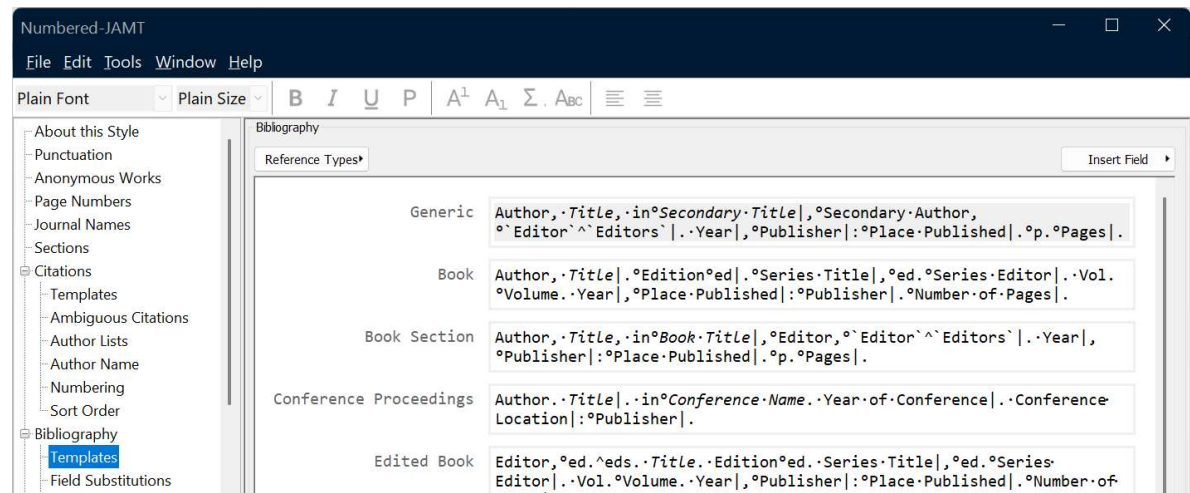 Numbered-JAMT
File Edit Tools Window Help
Plain Font Plain Size B I U P A1 A1 Σ ABC
About this Style
Punctuation
Anonymous Works
Page Numbers
Journal Names
Sections
Citations
Templates
Ambiguous Citations
Author Lists
Author Name
Numbering
Sort Order
Bibliography
Templates
Field Substitutions
Bibliography
Reference Types
Insert Field
Generic
Author,·Title,·in°Secondary·Title|,°Secondary·Author,
°`Editor`^`Editors`|.·Year|,°Publisher|:°Place·Published|.°p.°Pages|.
Book
Author,·Title|.°Edition°ed|.°Series·Title|,°ed.°Series·Editor|.·Vol.
°Volume.·Year|,°Place·Published|:°Publisher|.°Number·of·Pages|.
Book Section
Author,·Title,·in°Book·Title|,°Editor,°`Editor`^`Editors`|.·Year|,
°Publisher|:°Place·Published|.°p.°Pages|.
Conference Proceedings
Author.·Title|.·in°Conference·Name.·Year·of·Conference|.·Conference·
Location|:°Publisher|.
Edited Book
Editor,°ed.^eds.·Title.·Edition°ed.·Series·Title|,°ed.°Series·
Editor|.·Vol.°Volume.·Year|,°Publisher|:°Place·Published|.°Number·of·